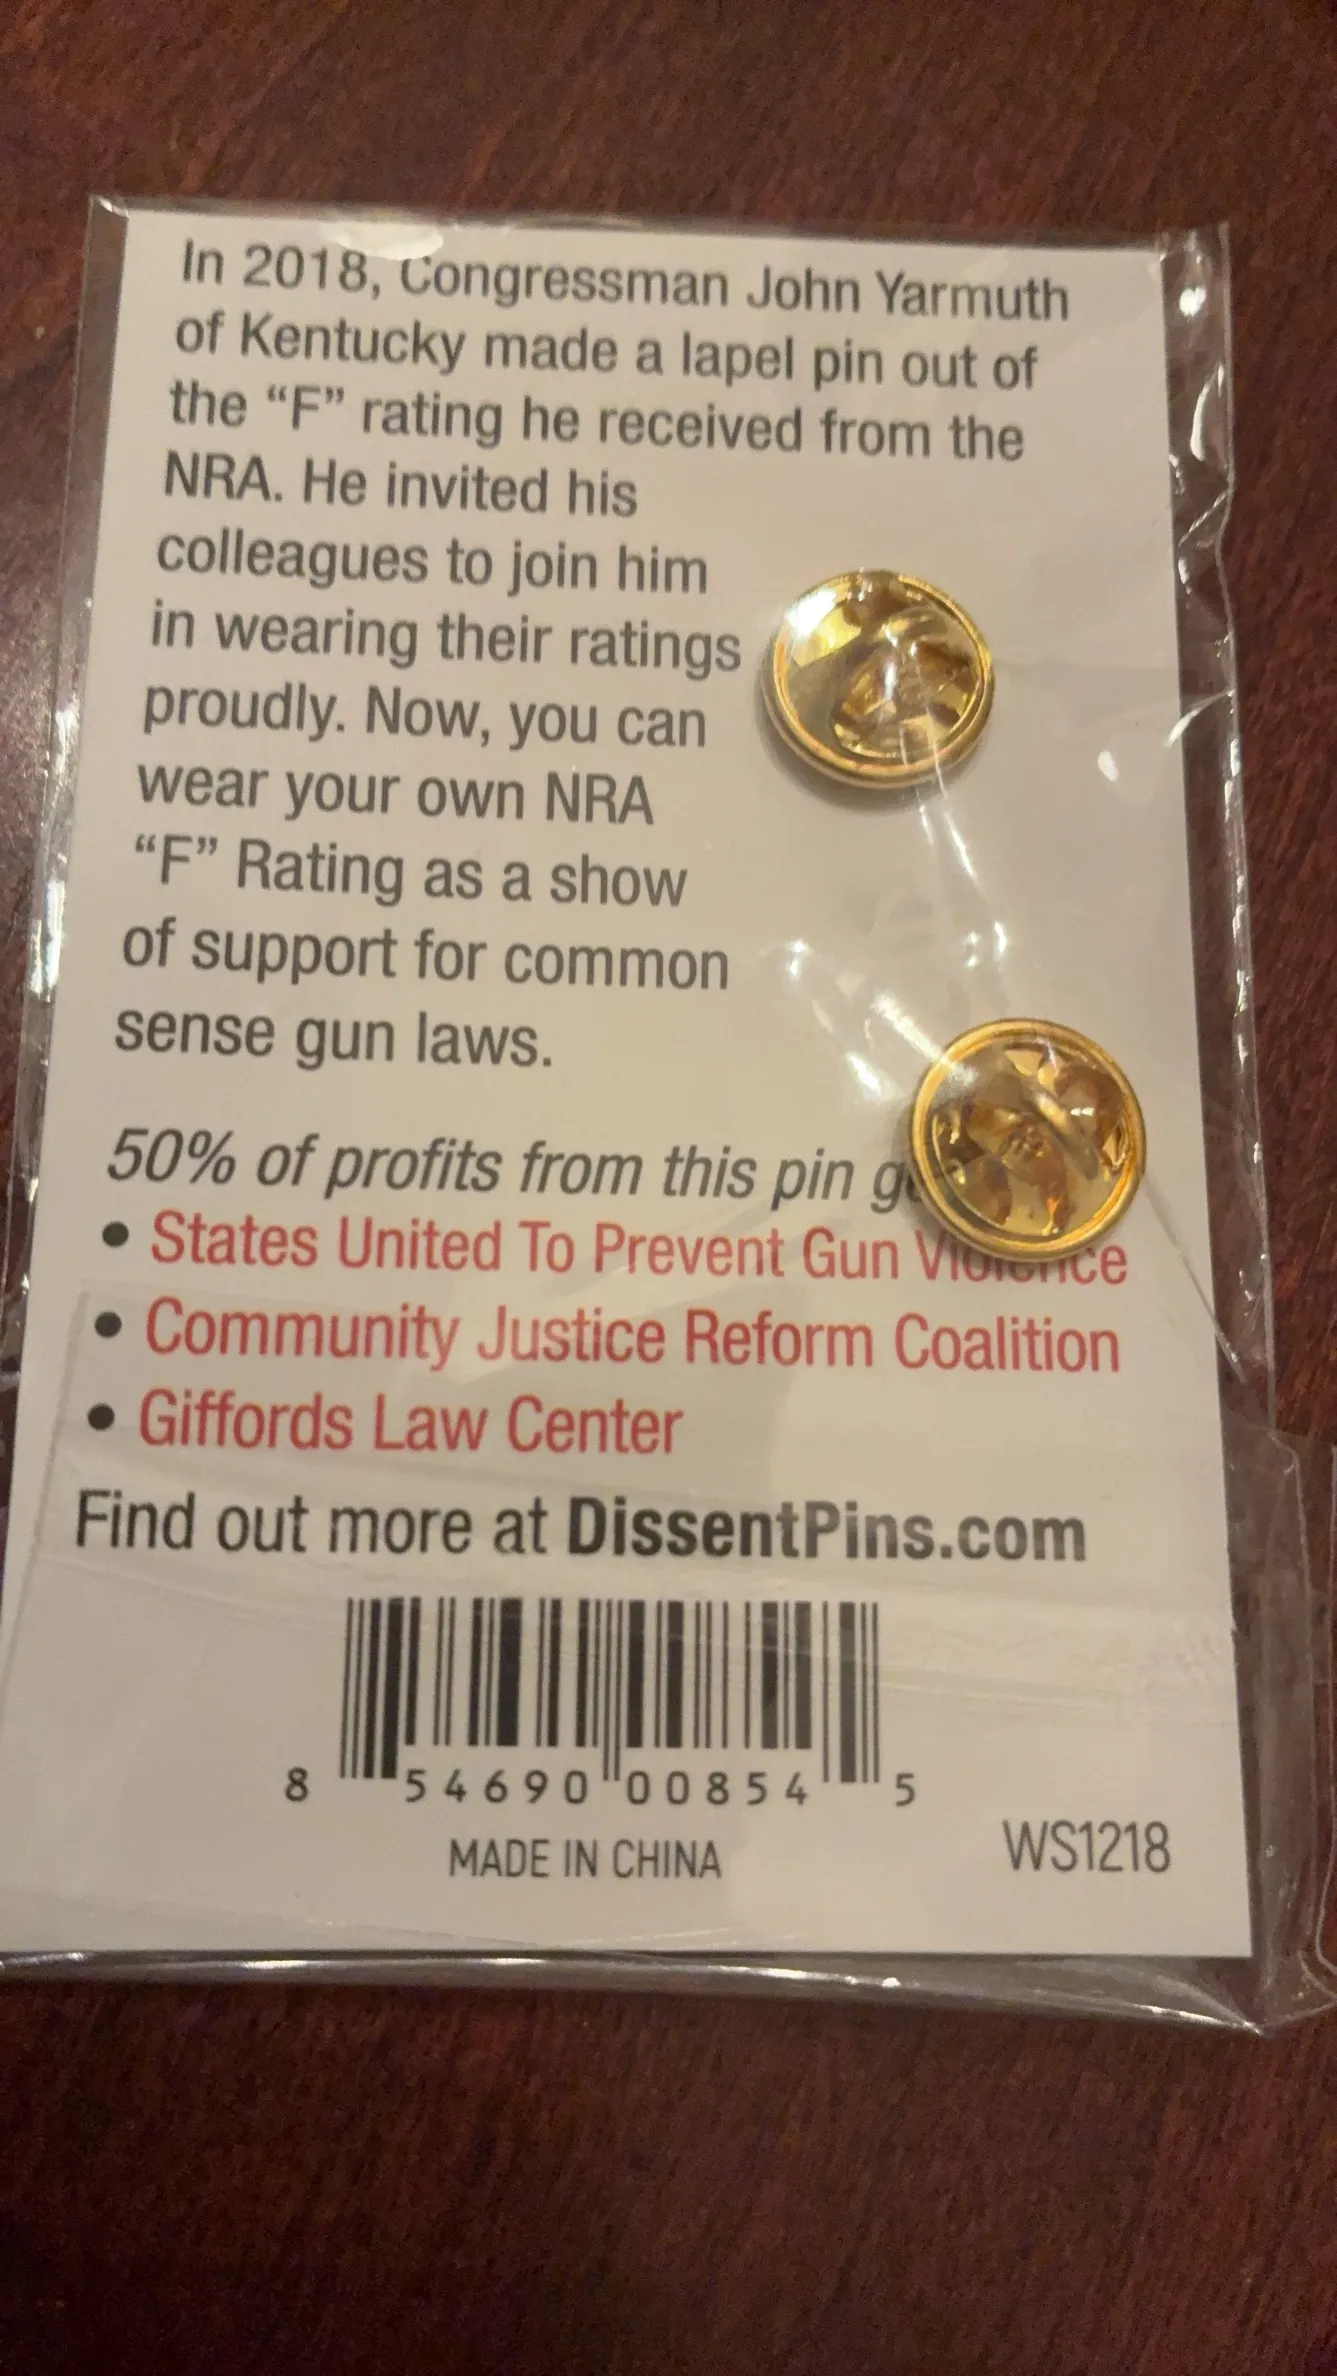 In 2018, Congressman John Yarmuth
of Kentucky made a lapel pin out of
the “F” rating he received from the
NRA. He invited his
colleagues to join him
in wearing their ratings
proudly. Now, you can
wear your own NRA
“F” Rating as a show
of support for common
sense gun laws.
50% of profits from this pin
• States United To Prevent Gun Violence
• Community Justice Reform Coalition
• Giffords Law Center
Find out more at DissentPins.com
8 54690 00854 5
MADE IN CHINA
WS1218